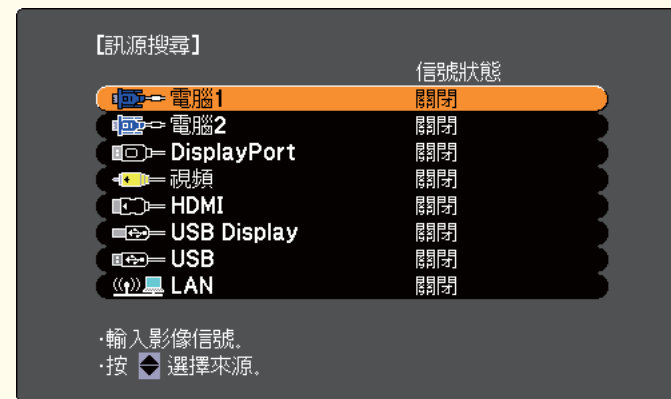 【訊源搜尋】
信號狀態
電腦1 關閉
電腦2 關閉
DisplayPort 關閉
視頻 關閉
HDMI 關閉
USB Display 關閉
USB 關閉
LAN 關閉
·輸入影像信號.
·按 選擇來源.